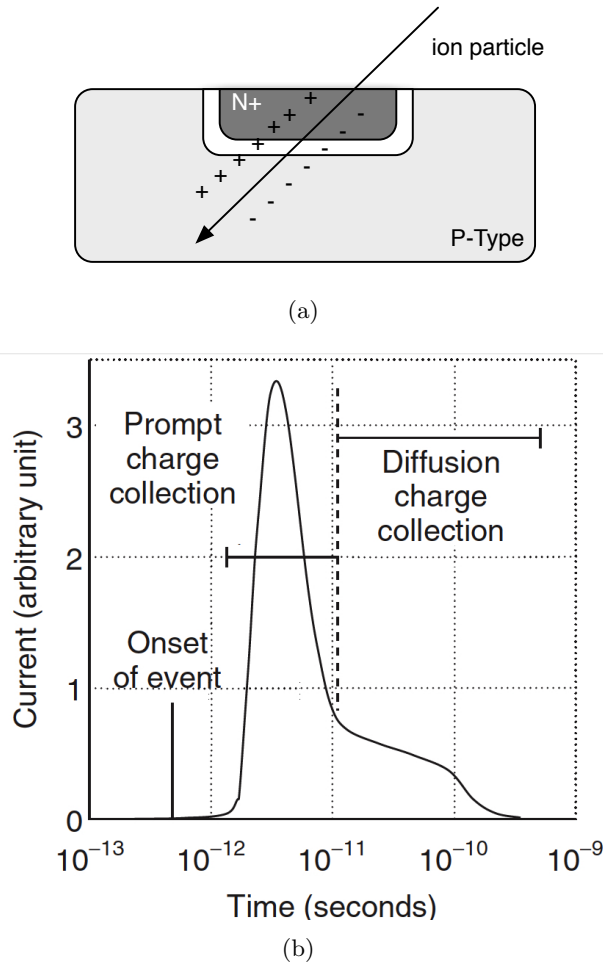 ion particle
N+
+ + + + + + +
- - - - - - -
P-Type
(a)
Current (arbitrary unit)
3
2
1
0
Prompt
charge
collection
Diffusion
charge
collection
Onset
of event
10⁻¹³ 10⁻¹² 10⁻¹¹ 10⁻¹⁰ 10⁻⁹
Time (seconds)
(b)